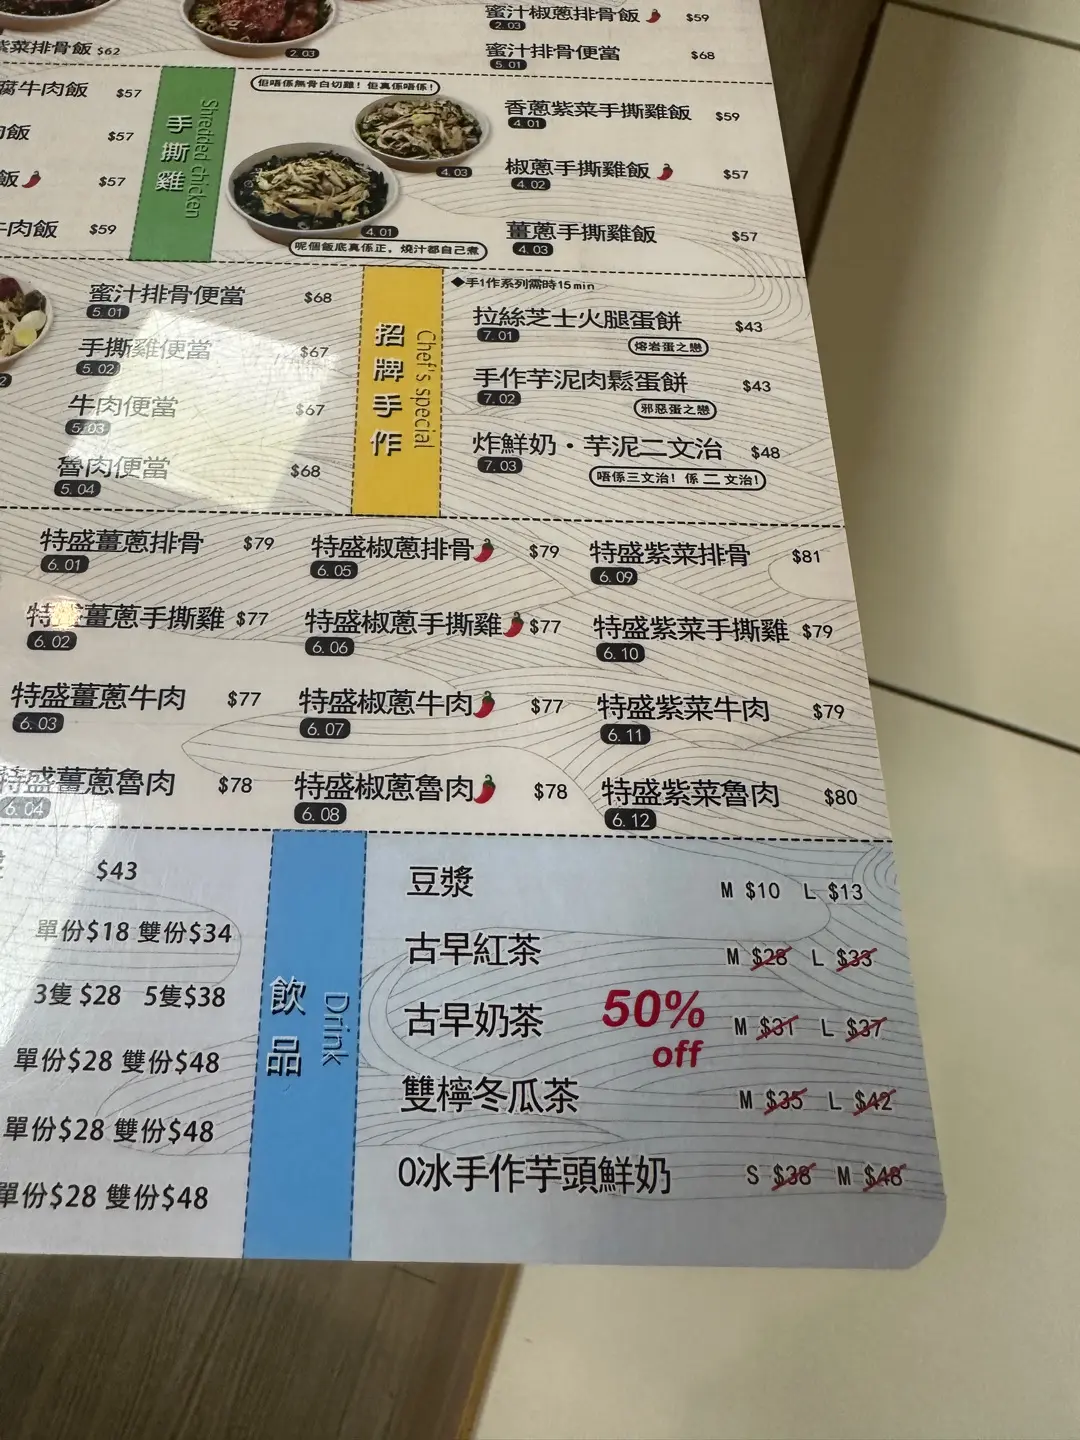 紫菜排骨飯 $62
2.03
蜜汁椒蔥排骨飯 $59
2.03
蜜汁排骨便當 $68
5.01
牛肉飯 $57
飯 $57
飯 $57
牛肉飯 $59
手撕雞
Shredded chicken
佢唔係無骨白切雞！佢真係唔係！
4.03
4.01
呢個飯底真係正，燒汁都自己煮
香蔥紫菜手撕雞飯 $59
4.01
椒蔥手撕雞飯 $57
4.02
薑蔥手撕雞飯 $57
4.03
蜜汁排骨便當 $68
5.01
手撕雞便當 $67
5.02
牛肉便當 $67
5.03
魯肉便當 $68
5.04
招牌手作
Chef's special
◆手1作系列需時15min
拉絲芝士火腿蛋餅 $43
7.01
熔岩蛋之戀
手作芋泥肉鬆蛋餅 $43
7.02
邪惡蛋之戀
炸鮮奶·芋泥二文治 $48
7.03
唔係三文治！係 二 文治！
特盛薑蔥排骨 $79
6.01
特盛椒蔥排骨 $79
6.05
特盛紫菜排骨 $81
6.09
特盛薑蔥手撕雞 $77
6.02
特盛椒蔥手撕雞 $77
6.06
特盛紫菜手撕雞 $79
6.10
特盛薑蔥牛肉 $77
6.03
特盛椒蔥牛肉 $77
6.07
特盛紫菜牛肉 $79
6.11
特盛薑蔥魯肉 $78
6.04
特盛椒蔥魯肉 $78
6.08
特盛紫菜魯肉 $80
6.12
$43
單份$18 雙份$34
3隻 $28 5隻$38
單份$28 雙份$48
單份$28 雙份$48
單份$28 雙份$48
飲品
Drink
豆漿 M $10 L $13
古早紅茶 M $28 L $33
古早奶茶 M $31 L $37
50%
off
雙檸冬瓜茶 M $35 L $42
0冰手作芋頭鮮奶 S $38 M $48